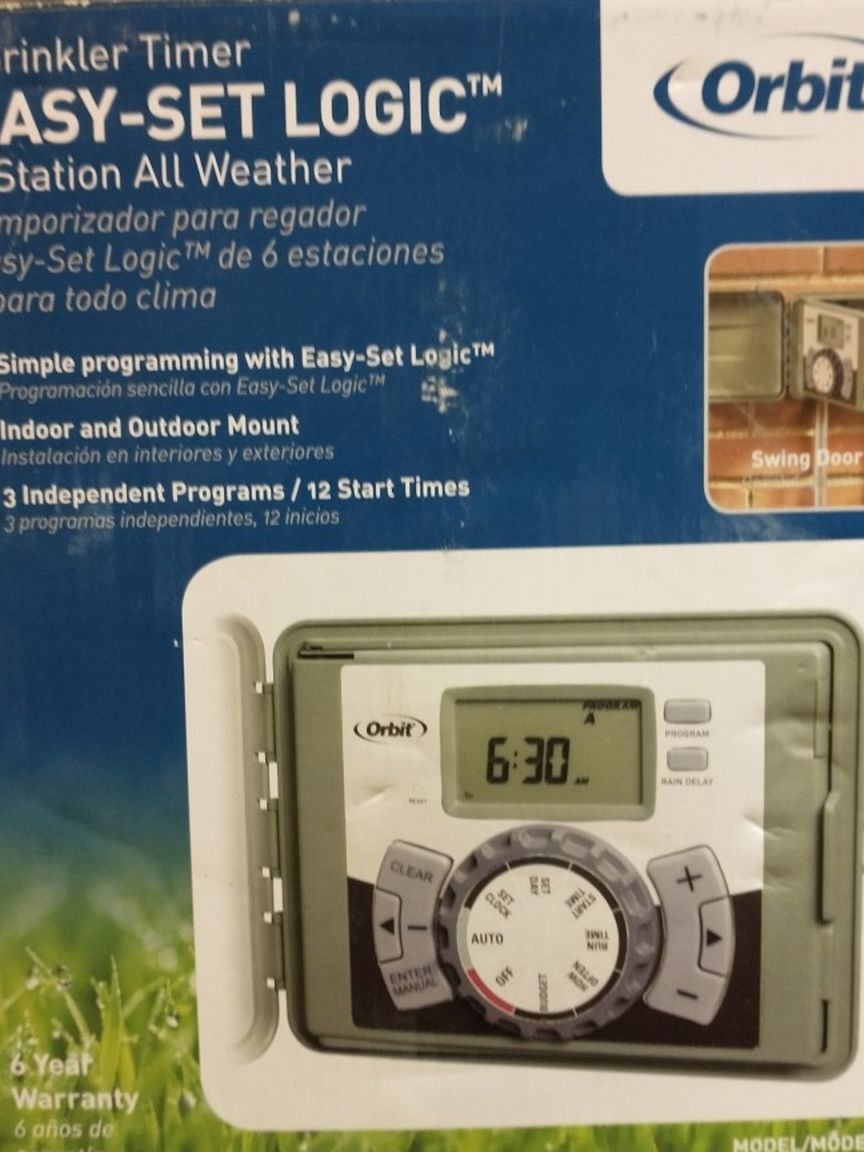 rinkler Timer
Orbit
ASY-SET LOGIC™
Station All Weather
mporizador para regador
sy-Set Logic™ de 6 estaciones
para todo clima
Simple programming with Easy-Set Logic™
Programación sencilla con Easy-Set Logic™
Indoor and Outdoor Mount
Instalación en interiores y exteriores
Swing Door
3 Independent Programs / 12 Start Times
3 programas independientes, 12 inicios
Orbit
PROGRAM
A
6:30
AM
PROGRAM
RAIN DELAY
RESET
CLEAR
ENTER
MANUAL
SET
CLOCK
SET
DAY
START
TIME
RUN
TIME
HOW
OFTEN
BUDGET
OFF
AUTO
+
−
−
6 Year
Warranty
6 años de
MODEL/MODE